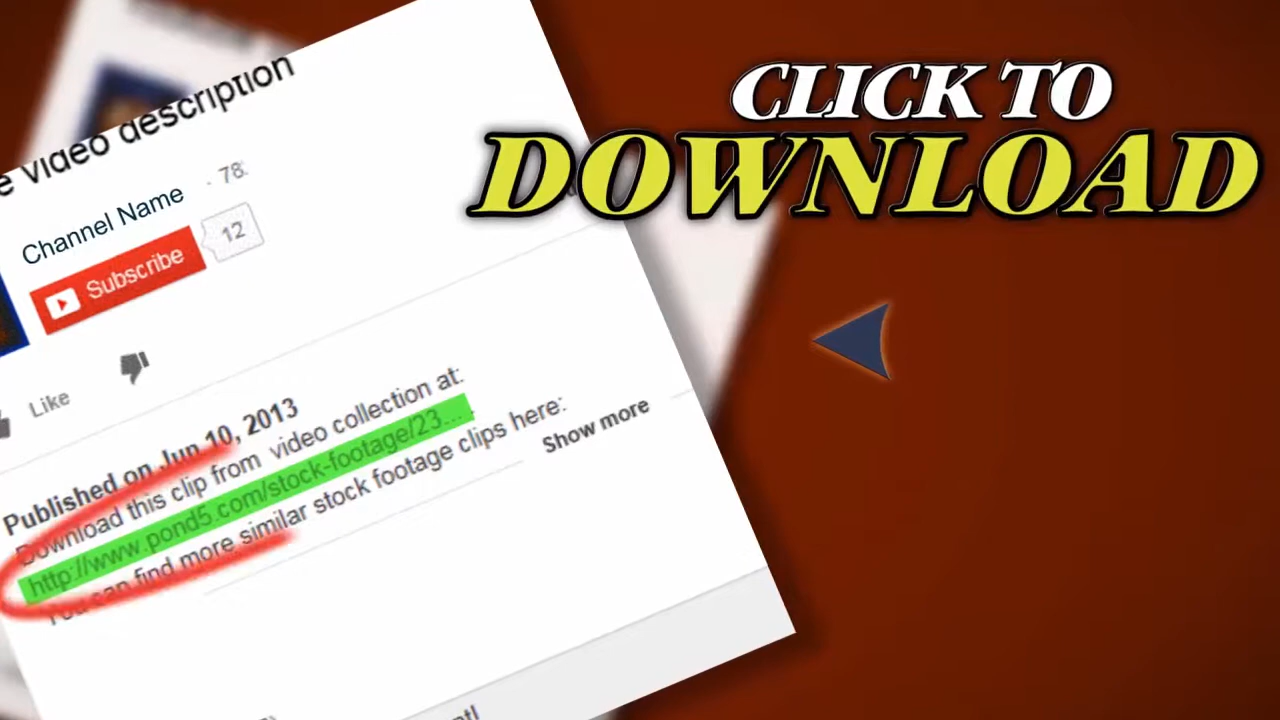 CLICK TO
DOWNLOAD
e video description
Channel Name
78
Subscribe
12
Like
Published on Jun 10, 2013
Download this clip from video collection at:
http://www.pond5.com/stock-footage/23...
You can find more similar stock footage clips here:
Show more